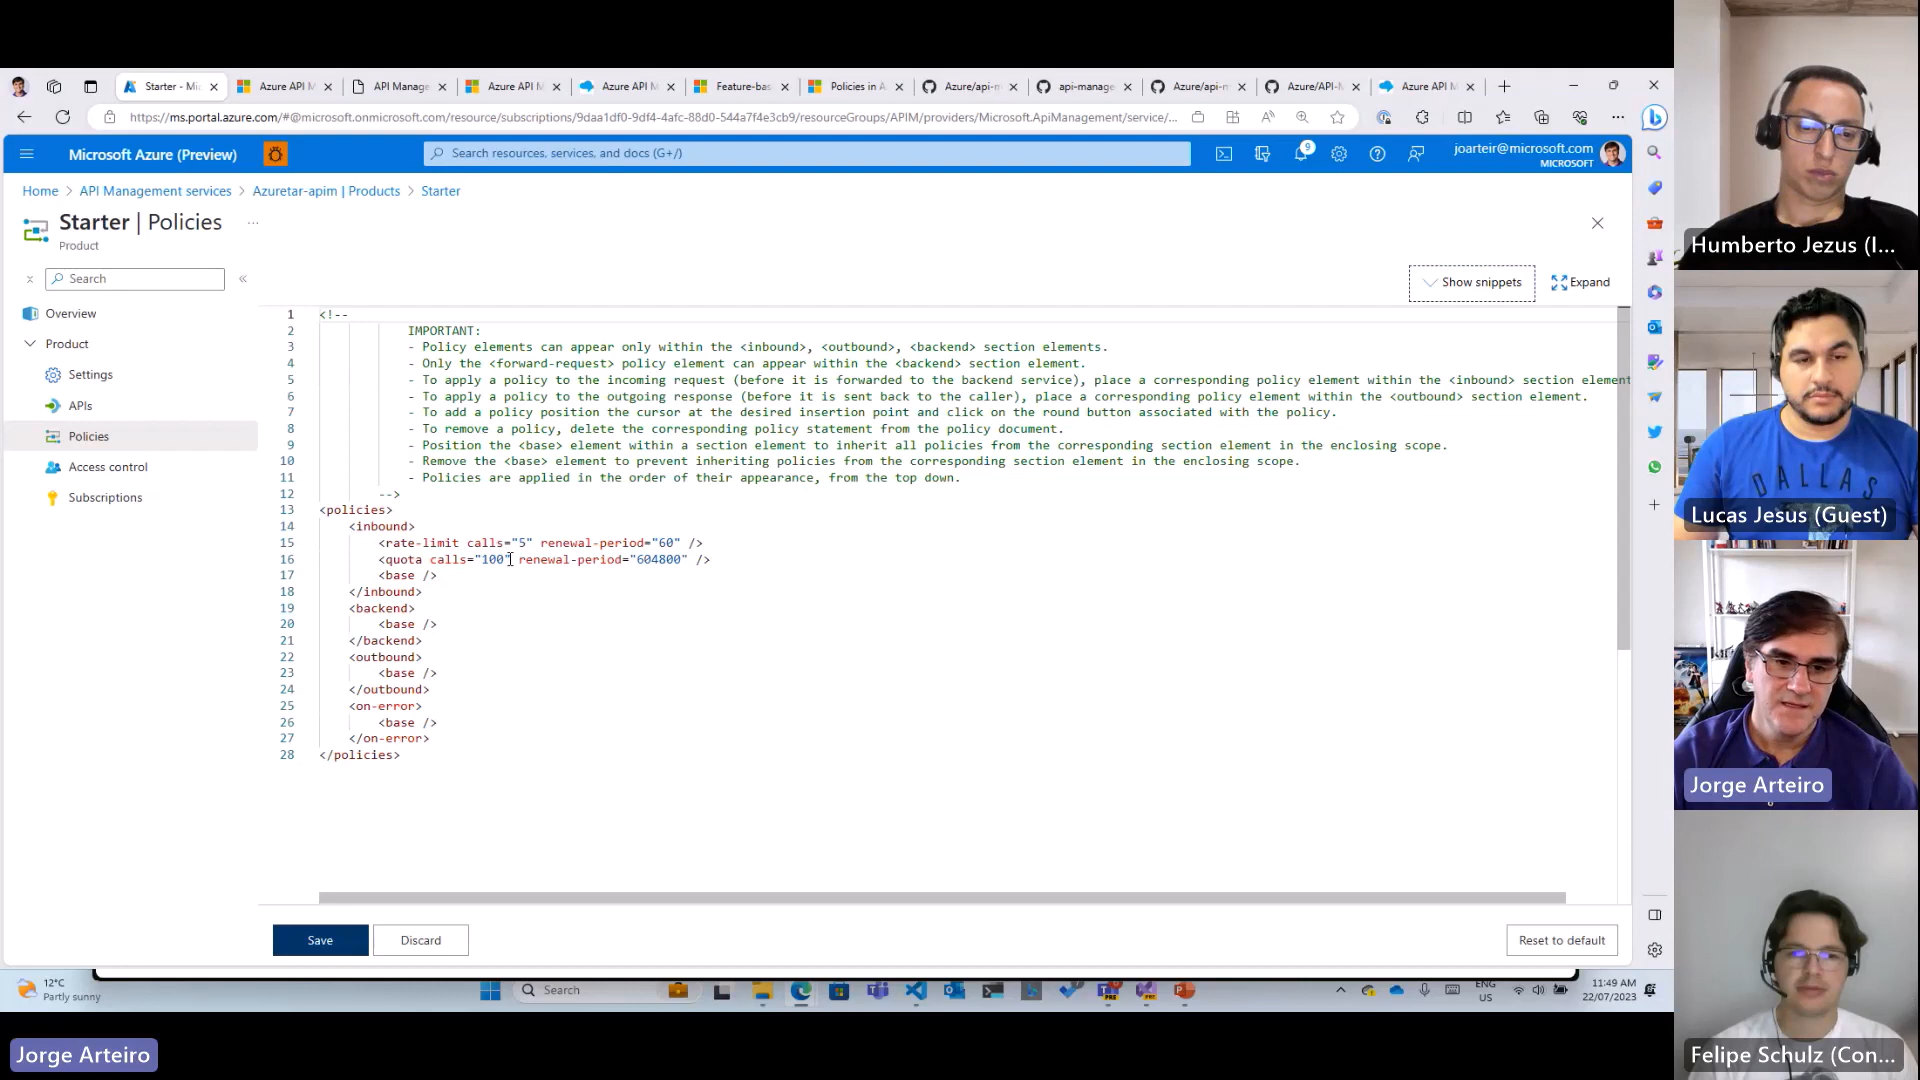 Starter - Mic
Azure API M
API Manage
Azure API M
Azure API M
Feature-bas
Policies in A
Azure/api-m
api-manage
Azure/api-m
Azure/API-M
Azure API M
https://ms.portal.azure.com/#@microsoft.onmicrosoft.com/resource/subscriptions/9daa1df0-9df4-4afc-88d0-544a7f4e3cb9/resourceGroups/APIM/providers/Microsoft.ApiManagement/service/...
Microsoft Azure (Preview)
Search resources, services, and docs (G+/)
9
joarteir@microsoft.com
MICROSOFT
Home > API Management services > Azuretar-apim | Products > Starter
Starter | Policies ...
Product
Search
Show snippets
Expand
Overview
Product
Settings
APIs
Policies
Access control
Subscriptions
1 <!--
2 IMPORTANT:
3 - Policy elements can appear only within the <inbound>, <outbound>, <backend> section elements.
4 - Only the <forward-request> policy element can appear within the <backend> section element.
5 - To apply a policy to the incoming request (before it is forwarded to the backend service), place a corresponding policy element within the <inbound> section element
6 - To apply a policy to the outgoing response (before it is sent back to the caller), place a corresponding policy element within the <outbound> section element.
7 - To add a policy position the cursor at the desired insertion point and click on the round button associated with the policy.
8 - To remove a policy, delete the corresponding policy statement from the policy document.
9 - Position the <base> element within a section element to inherit all policies from the corresponding section element in the enclosing scope.
10 - Remove the <base> element to prevent inheriting policies from the corresponding section element in the enclosing scope.
11 - Policies are applied in the order of their appearance, from the top down.
12 -->
13 <policies>
14 <inbound>
15 <rate-limit calls="5" renewal-period="60" />
16 <quota calls="100" renewal-period="604800" />
17 <base />
18 </inbound>
19 <backend>
20 <base />
21 </backend>
22 <outbound>
23 <base />
24 </outbound>
25 <on-error>
26 <base />
27 </on-error>
28 </policies>
Save
Discard
Reset to default
12°C
Partly sunny
Search
ENG
US
11:49 AM
22/07/2023
Jorge Arteiro
Humberto Jezus (I...
DALLAS
Lucas Jesus (Guest)
Jorge Arteiro
Felipe Schulz (Con...